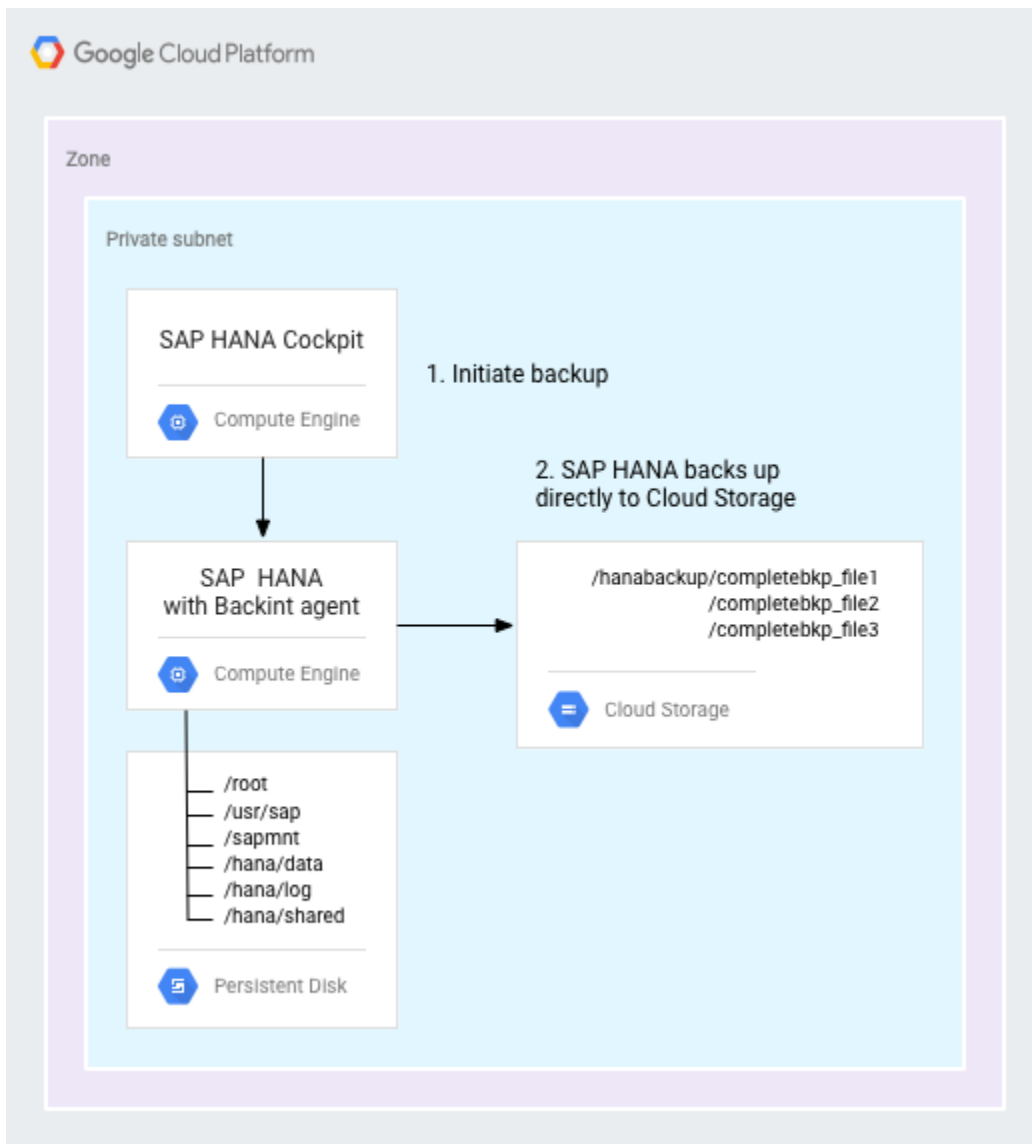 Google Cloud Platform
Zone
Private subnet
SAP HANA Cockpit
Compute Engine
1. Initiate backup
2. SAP HANA backs up
directly to Cloud Storage
SAP HANA
with Backint agent
Compute Engine
/hanabackup/completebkp_file1
/completebkp_file2
/completebkp_file3
Cloud Storage
/root
/usr/sap
/sapmnt
/hana/data
/hana/log
/hana/shared
Persistent Disk